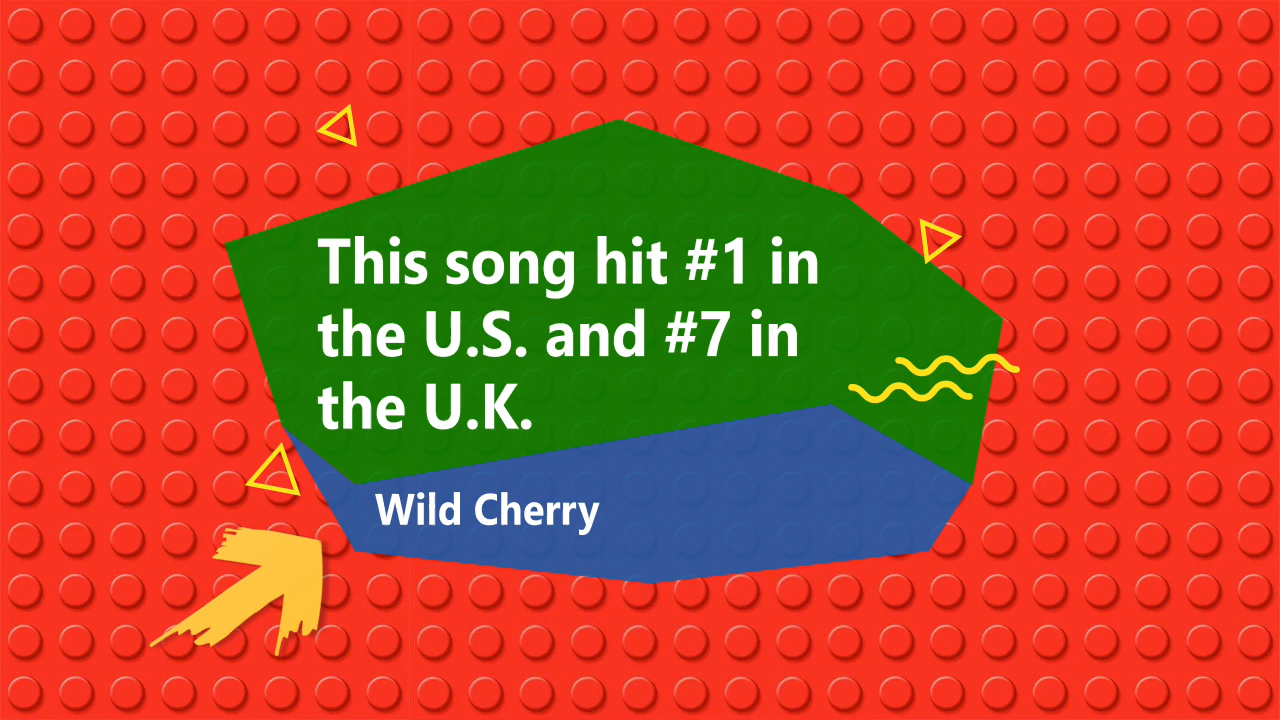 This song hit #1 in
the U.S. and #7 in
the U.K.
Wild Cherry